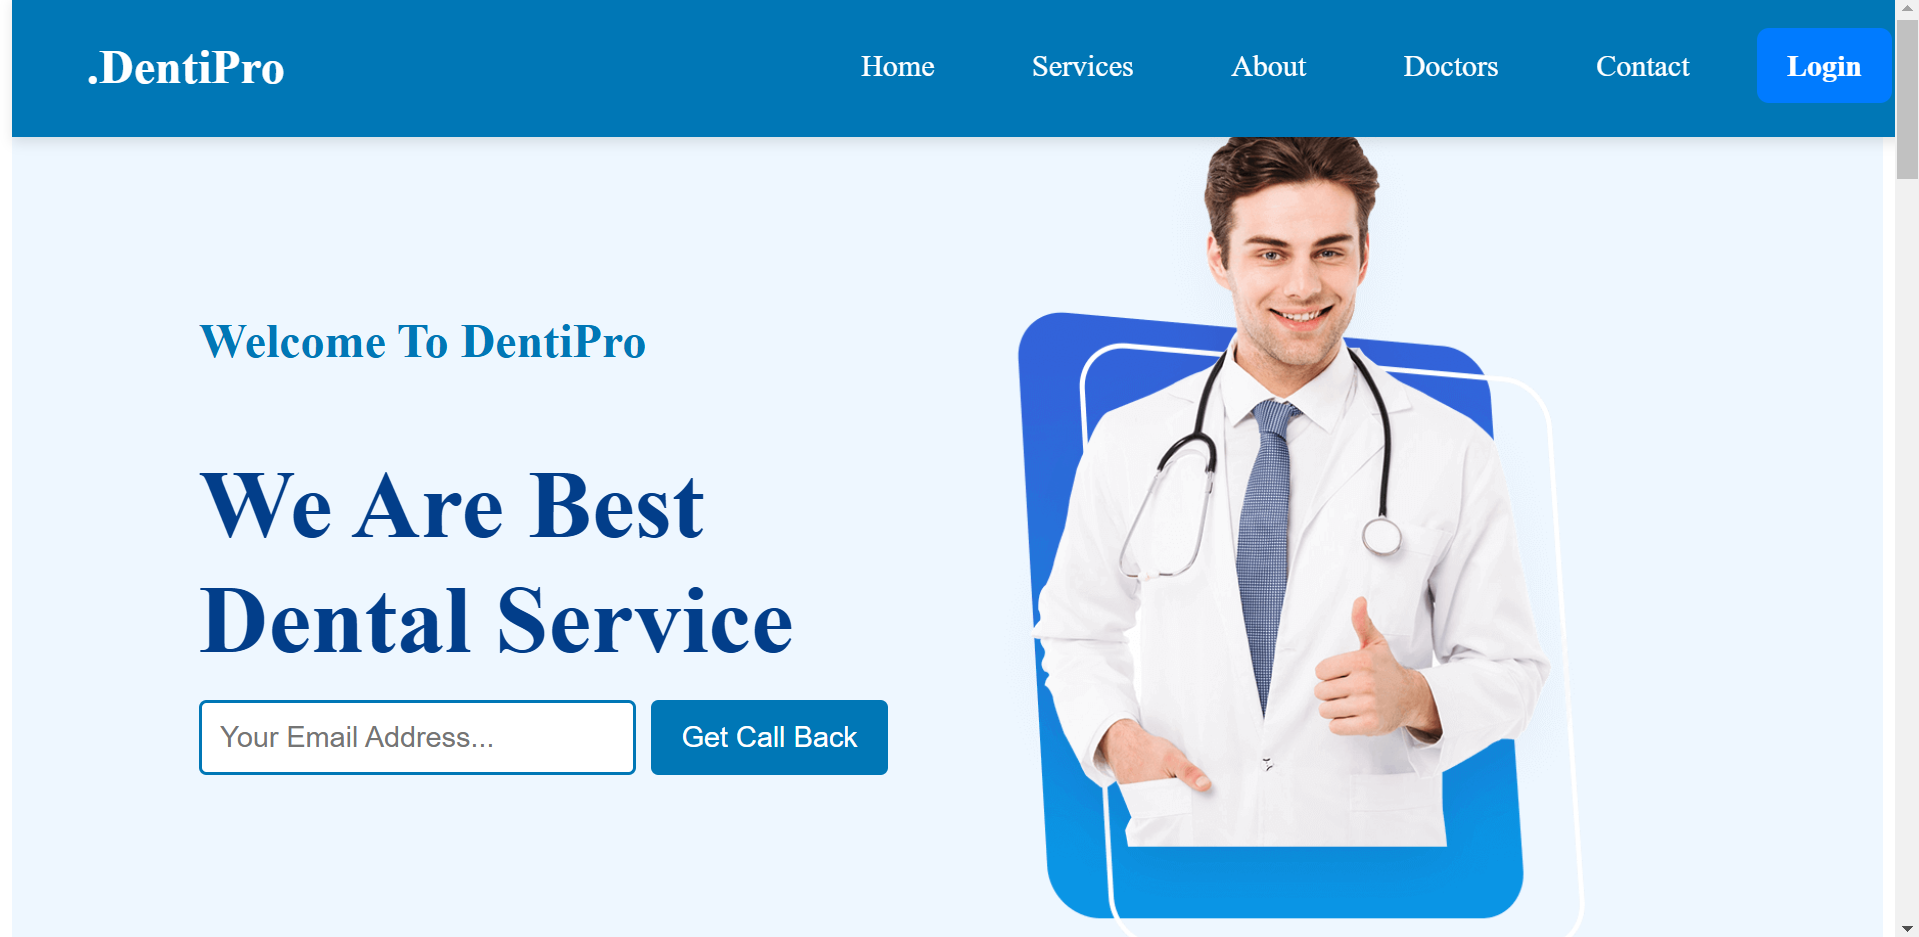 .DentiPro
Home Services About Doctors Contact Login
Welcome To DentiPro
We Are Best
Dental Service
Your Email Address...
Get Call Back